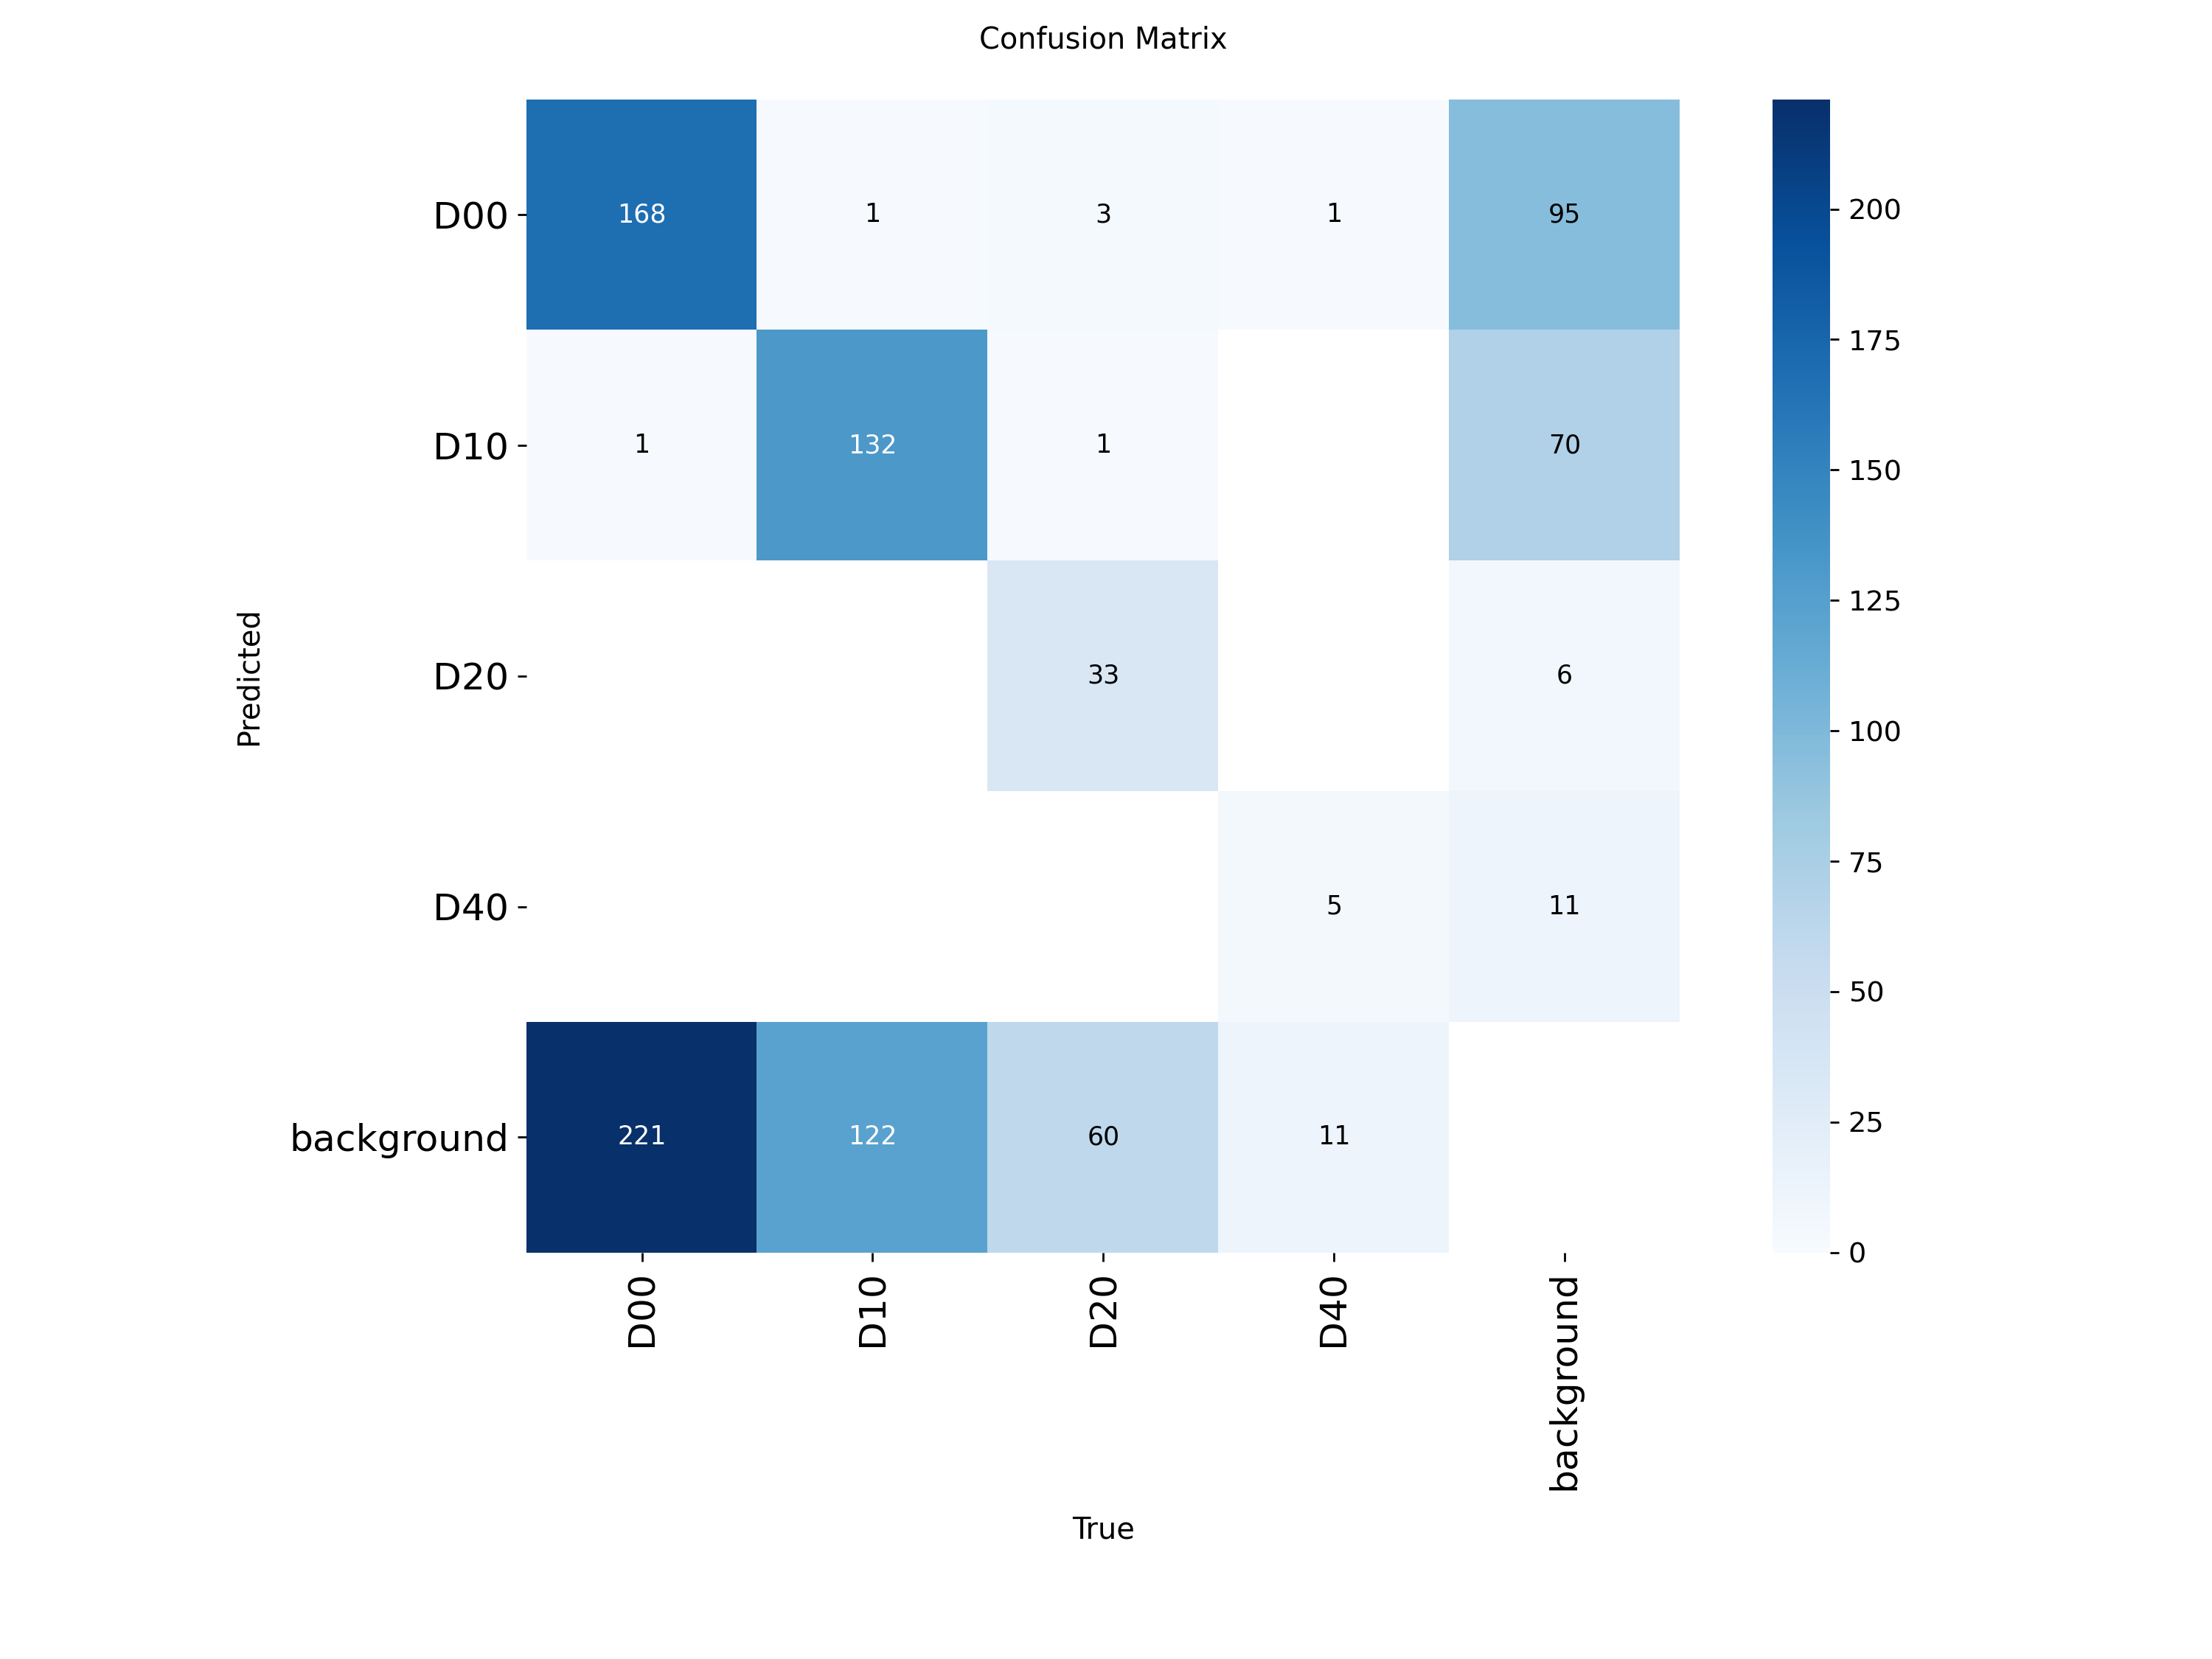 Confusion Matrix
D00 168 1 3 1 95
D10 1 132 1 70
D20 33 6
D40 5 11
background 221 122 60 11
D00 D10 D20 D40 background
Predicted
True
200
175
150
125
100
75
50
25
0